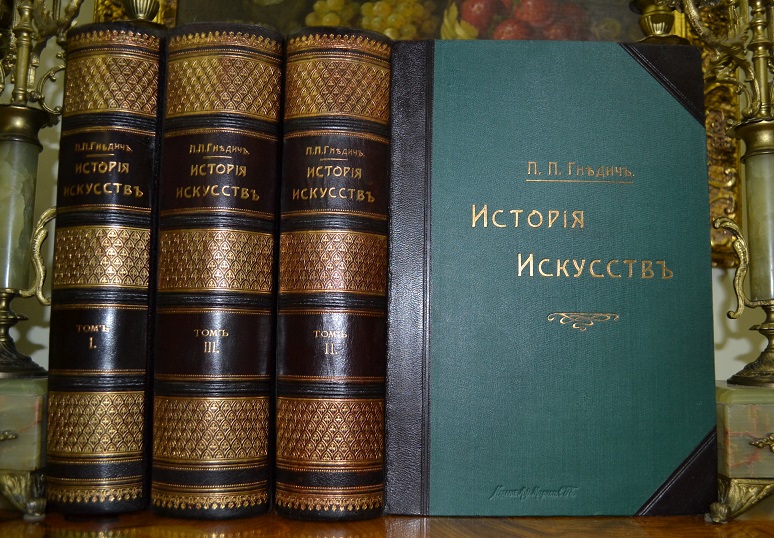 П.П.Гнѣдичъ.
ИСТОРІЯ
ИСКУССТВЪ
ТОМЪ
I.
П.П.Гнѣдичъ.
ИСТОРІЯ
ИСКУССТВЪ
ТОМЪ
III.
П.П.Гнѣдичъ.
ИСТОРІЯ
ИСКУССТВЪ
ТОМЪ
II.
П. П. Гнѣдичъ.
Исторія
Искусствъ